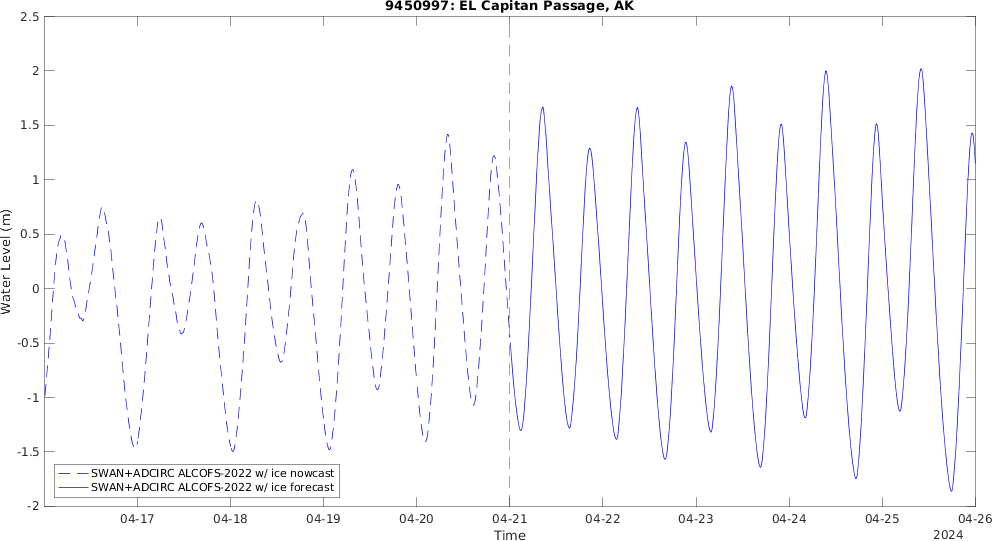 9450997: EL Capitan Passage, AK
2.5
2
1.5
1
0.5
0
-0.5
-1
-1.5
-2
Water Level (m)
SWAN+ADCIRC ALCOFS-2022 w/ ice nowcast
SWAN+ADCIRC ALCOFS-2022 w/ ice forecast
04-17 04-18 04-19 04-20 04-21 04-22 04-23 04-24 04-25 04-26
Time
2024